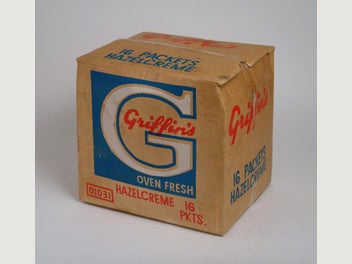 16 PACKETS
HAZELCREME
G
Griffin's
OVEN FRESH
01031
HAZELCREME 16
PKTS.
Griffin's
16 PACKETS
HAZELCREME